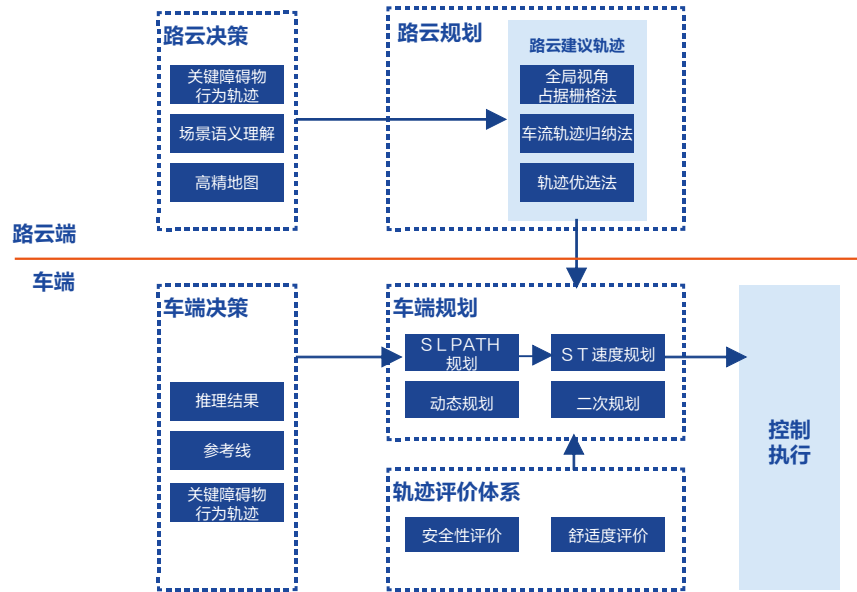 路云决策
关键障碍物
行为轨迹
场景语义理解
高精地图
路云规划
路云建议轨迹
全局视角
占据栅格法
车流轨迹归纳法
轨迹优选法
路云端
车端
车端决策
推理结果
参考线
关键障碍物
行为轨迹
车端规划
SLPATH
规划
ST速度规划
动态规划
二次规划
轨迹评价体系
安全性评价
舒适度评价
控制
执行